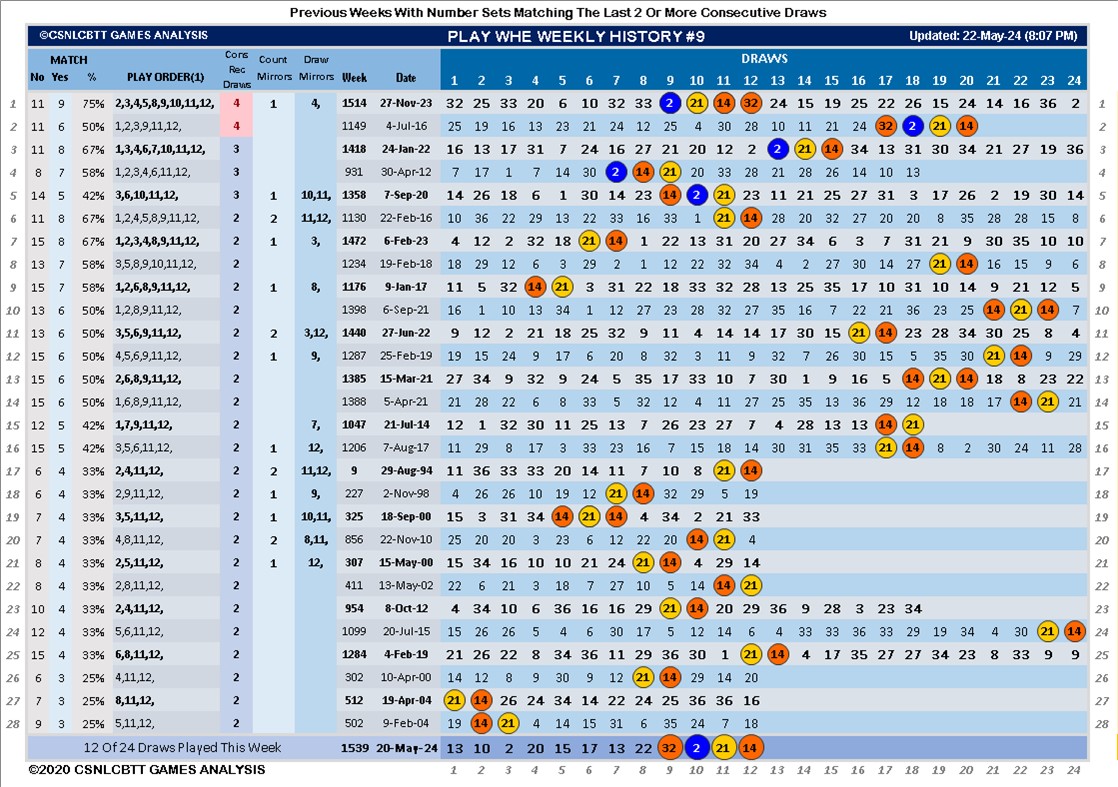 Previous Weeks With Number Sets Matching The Last 2 Or More Consecutive Draws
©CSNLCBTT GAMES ANALYSIS PLAY WHE WEEKLY HISTORY #9 Updated: 22-May-24 (8:07 PM)
MATCH Cons Rec Draws Count Mirrors Draw Mirrors DRAWS
No Yes % PLAY ORDER(1) Week Date 1 2 3 4 5 6 7 8 9 10 11 12 13 14 15 16 17 18 19 20 21 22 23 24
1 11 9 75% 2,3,4,5,8,9,10,11,12, 4 1 4, 1514 27-Nov-23 32 25 33 20 6 10 32 33 2 21 14 32 24 15 19 25 22 26 15 24 14 16 36 2 1
2 11 6 50% 1,2,3,9,11,12, 4 1149 4-Jul-16 25 19 16 13 23 21 24 12 25 4 30 28 10 11 21 16 24 32 2 21 14 2
3 11 8 67% 1,3,4,6,7,10,11,12, 3 1418 24-Jan-22 16 13 17 31 7 24 16 27 21 20 12 2 2 21 14 34 13 31 30 34 21 27 19 36 3
4 8 7 58% 1,2,3,4,6,11,12, 3 931 30-Apr-12 7 17 1 7 14 30 2 14 21 20 33 28 21 28 26 14 10 13 4
5 14 5 42% 3,6,10,11,12, 3 1 10,11, 1358 7-Sep-20 14 26 18 6 1 30 14 23 14 2 21 23 11 21 25 27 31 3 17 26 2 19 30 14 5
6 11 8 67% 1,2,4,5,8,9,11,12, 2 2 11,12, 1130 22-Feb-16 10 36 22 29 13 22 33 16 33 1 21 14 28 20 16 32 27 20 20 8 35 28 15 8 6
7 15 8 67% 1,2,3,4,8,9,11,12, 2 1 3, 1472 6-Feb-23 4 12 2 32 18 21 14 1 22 13 31 20 27 34 6 3 7 31 21 9 30 35 10 10 7
8 13 7 58% 3,5,8,9,10,11,12, 2 1234 19-Feb-18 18 29 12 6 3 29 2 1 12 22 32 34 4 2 27 30 14 27 21 14 16 15 9 6 8
9 15 7 58% 1,2,6,8,9,11,12, 2 1 8, 1176 9-Jan-17 11 5 32 14 21 3 31 22 18 33 32 28 13 25 35 17 10 31 10 14 9 21 12 5 9
10 13 6 50% 1,2,8,9,11,12, 2 1398 6-Sep-21 16 1 10 13 34 1 12 27 23 28 32 27 35 16 7 22 21 36 23 25 14 21 14 7 10
11 13 6 50% 3,5,6,9,11,12, 2 2 3,12, 1440 27-Jun-22 9 12 2 21 18 25 32 9 11 4 14 14 17 30 15 21 14 23 28 34 30 25 8 4 11
12 15 6 50% 4,5,6,9,11,12, 2 1 9, 1287 25-Feb-19 19 15 24 9 17 6 20 8 32 3 11 9 32 7 26 30 15 5 35 30 21 14 9 29 12
13 15 6 50% 2,6,8,9,11,12, 2 1385 15-Mar-21 27 34 9 32 9 24 5 35 17 33 10 7 30 1 9 16 5 14 21 14 18 8 23 22 13
14 15 6 50% 1,6,8,9,11,12, 2 1388 5-Apr-21 21 28 22 6 8 33 5 32 12 4 11 27 25 35 14 36 29 12 18 18 17 14 21 21 14
15 12 5 42% 1,7,9,11,12, 2 7, 1047 21-Jul-14 12 1 32 30 11 25 13 7 26 23 27 7 4 28 13 13 14 21 15
16 15 5 42% 3,5,6,11,12, 2 1 12, 1206 7-Aug-17 11 29 8 17 3 33 23 16 7 15 18 14 30 31 35 33 21 14 8 2 30 24 11 28 16
17 6 4 33% 2,4,11,12, 2 2 11,12, 9 29-Aug-94 11 36 33 33 20 14 11 7 10 8 21 14 17
18 6 4 33% 2,9,11,12, 2 1 9, 227 2-Nov-98 4 26 26 10 19 12 21 14 32 29 5 19 18
19 7 4 33% 3,5,11,12, 2 1 10,11, 325 18-Sep-00 15 3 31 34 14 21 14 4 34 2 21 33 19
20 7 4 33% 4,8,11,12, 2 2 8,11, 856 22-Nov-10 25 20 20 3 23 6 12 22 20 14 21 4 20
21 8 4 33% 2,5,11,12, 2 1 12, 307 15-May-00 15 34 16 10 10 21 24 21 14 4 29 14 21
22 8 4 33% 2,8,11,12, 2 411 13-May-02 22 6 21 3 18 7 27 10 5 14 14 21 22
23 10 4 33% 2,4,11,12, 2 954 8-Oct-12 4 34 10 6 36 16 16 29 21 14 20 29 36 9 28 3 23 34 23
24 12 4 33% 5,6,11,12, 2 1099 20-Jul-15 15 26 26 5 4 6 30 17 5 12 14 6 4 33 33 36 33 29 19 34 4 30 21 14 24
25 15 4 33% 6,8,11,12, 2 1284 4-Feb-19 21 26 22 8 34 36 11 29 36 30 1 21 14 4 17 35 27 27 34 23 8 33 9 9 25
26 6 3 25% 4,11,12, 2 302 10-Apr-00 14 12 8 9 30 9 12 21 14 29 14 20 26
27 7 3 25% 8,11,12, 2 512 19-Apr-04 21 14 26 24 34 14 22 24 25 36 36 16 27
28 9 3 25% 5,11,12, 2 502 9-Feb-04 19 14 21 4 14 15 31 6 35 24 7 18 28
12 Of 24 Draws Played This Week 1539 20-May-24 13 10 2 20 15 17 13 22 32 2 21 14
©2020 CSNLCBTT GAMES ANALYSIS 1 2 3 4 5 6 7 8 9 10 11 12 13 14 15 16 17 18 19 20 21 22 23 24